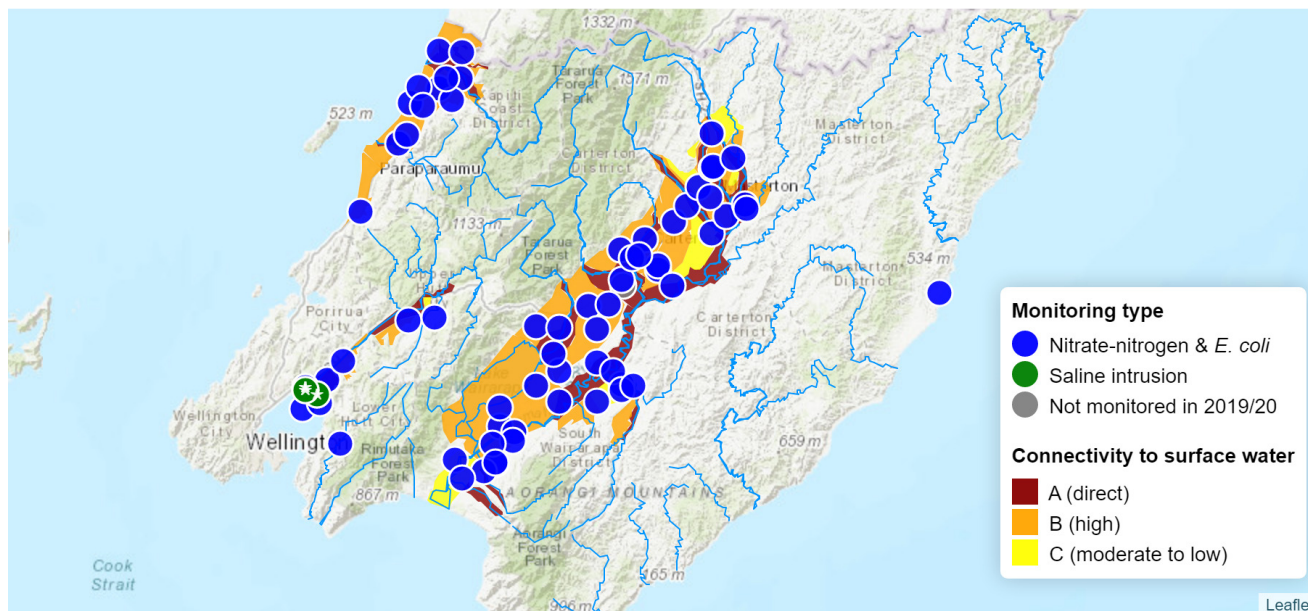 1332 m
Tararua
Forest
Park
1571 m
Kapiti
Coast
District
523 m
Masterton
District
Carterton
District
Paraparaumu
1133 m
Tararua
Forest
Park
534 m
Masterton
District
Porirua
City
Carterton
District
Wellington
City
Lower
Hutt City
Wellington
Rimutaka
Forest
Park
South
Wairarapa
District
659 m
867 m
AORANGI MOUNTAINS
Aorangi
Forest
Park
Cook
Strait
165 m
Monitoring type
Nitrate-nitrogen & E. coli
Saline intrusion
Not monitored in 2019/20
Connectivity to surface water
A (direct)
B (high)
C (moderate to low)
Leafle